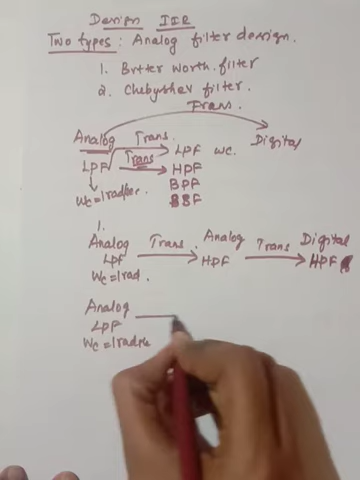 Design IIR
Two types: Analog filter design.
1. Butter worth filter
2. Chebyshev filter.
Trans.
Analog Trans. LPF wc. Digital
LPF Trans HPF
BPF
BSF
wc=1rad/sec.
1.
Analog Trans. Analog Trans Digital
LPF HPF HPF
wc=1rad.
Analog
LPF
wc=1rad/sec